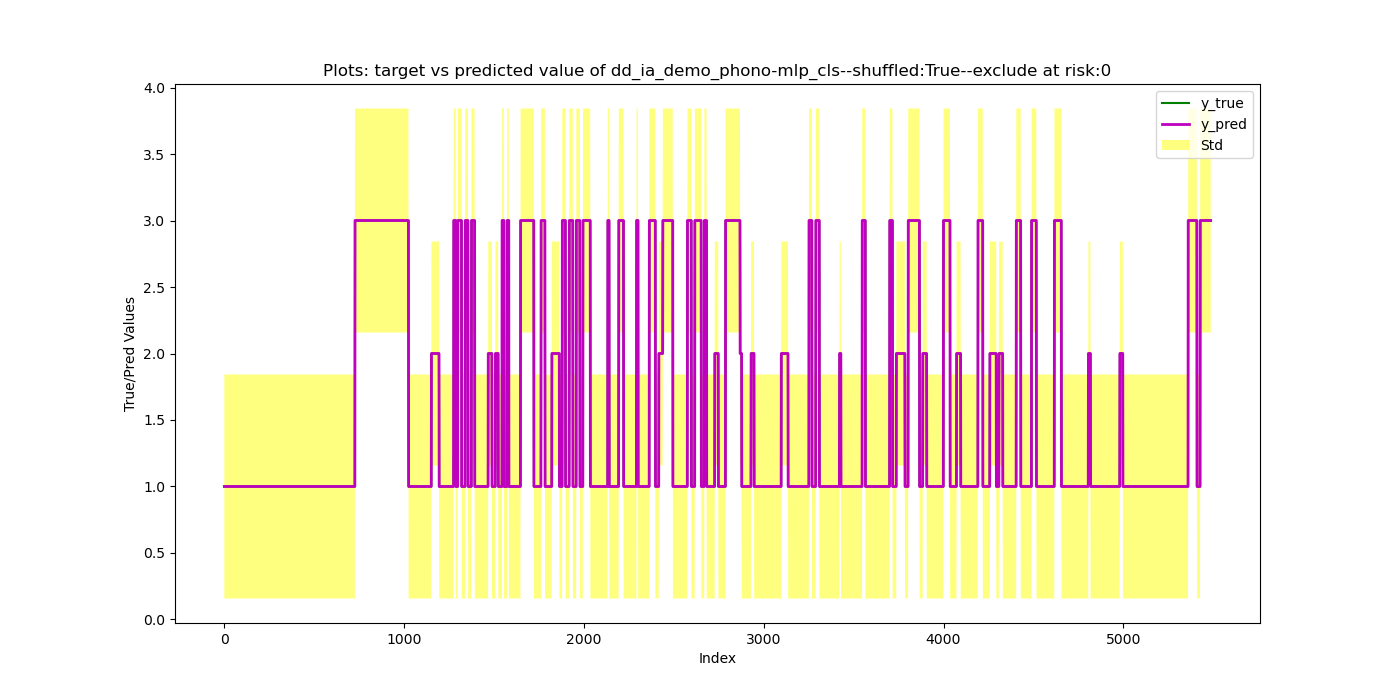 Plots: target vs predicted value of dd_ia_demo_phono-mlp_cls--shuffled:True--exclude at risk:0
y_true
y_pred
Std
True/Pred Values
4.0
3.5
3.0
2.5
2.0
1.5
1.0
0.5
0.0
0 1000 2000 3000 4000 5000
Index